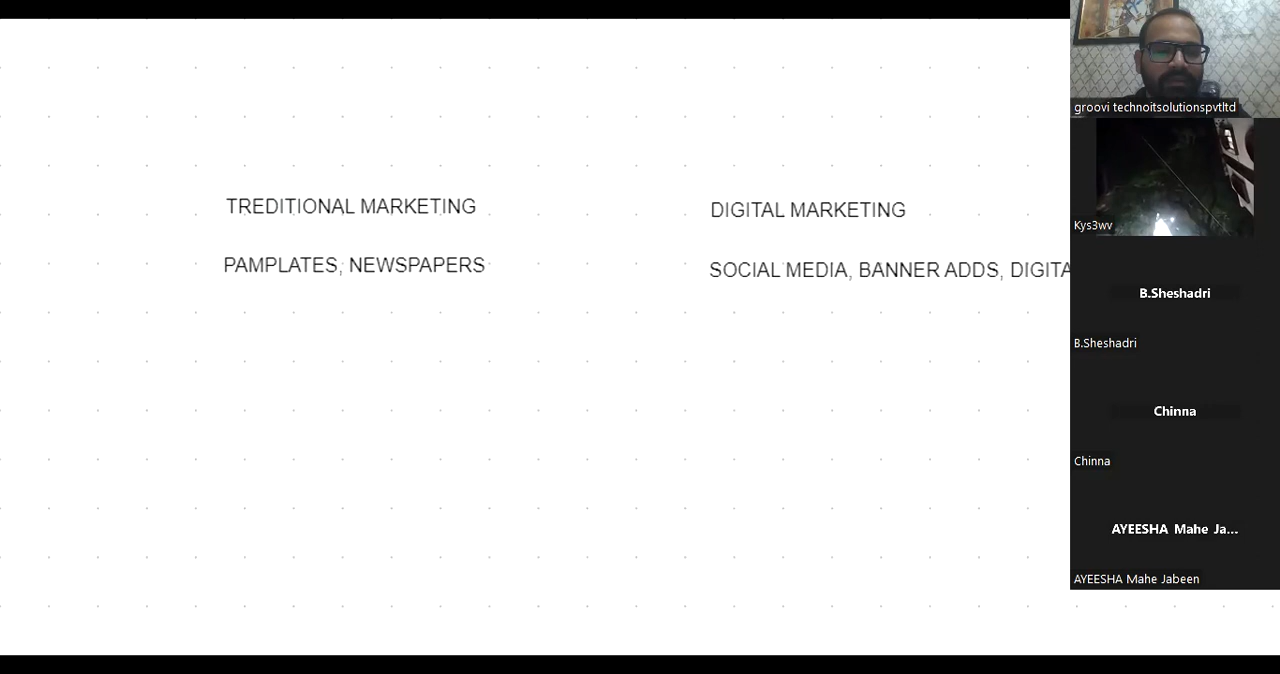 TREDITIONAL MARKETING
DIGITAL MARKETING
PAMPLATES, NEWSPAPERS
SOCIAL MEDIA, BANNER ADDS, DIGITA
groovi technoitsolutionspvtltd
Kys3wv
B.Sheshadri
B.Sheshadri
Chinna
Chinna
AYEESHA Mahe Ja...
AYEESHA Mahe Jabeen